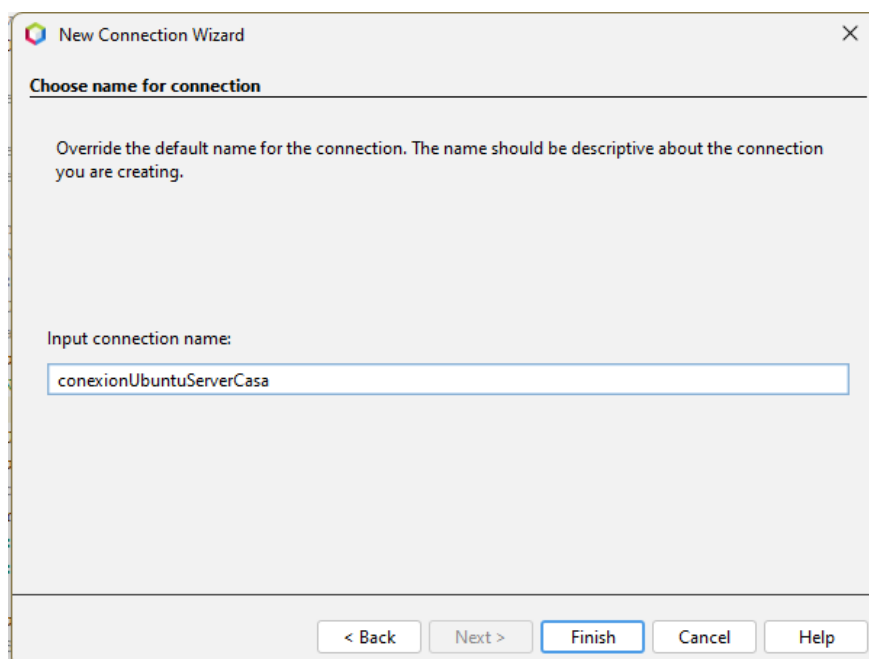 New Connection Wizard
Choose name for connection
Override the default name for the connection. The name should be descriptive about the connection
you are creating.
Input connection name:
conexionUbuntuServerCasa
< Back Next > Finish Cancel Help